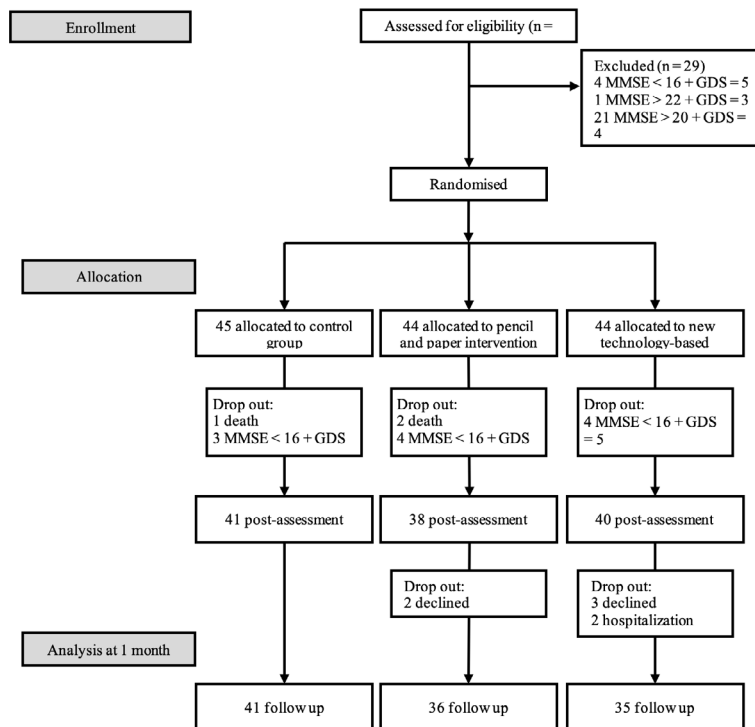 Enrollment
Assessed for eligibility (n =
Excluded (n = 29)
4 MMSE < 16 + GDS = 5
1 MMSE > 22 + GDS = 3
21 MMSE > 20 + GDS =
4
Randomised
Allocation
45 allocated to control
group
44 allocated to pencil
and paper intervention
44 allocated to new
technology-based
Drop out:
1 death
3 MMSE < 16 + GDS
Drop out:
2 death
4 MMSE < 16 + GDS
Drop out:
4 MMSE < 16 + GDS
= 5
41 post-assessment
38 post-assessment
40 post-assessment
Drop out:
2 declined
Drop out:
3 declined
2 hospitalization
Analysis at 1 month
41 follow up
36 follow up
35 follow up